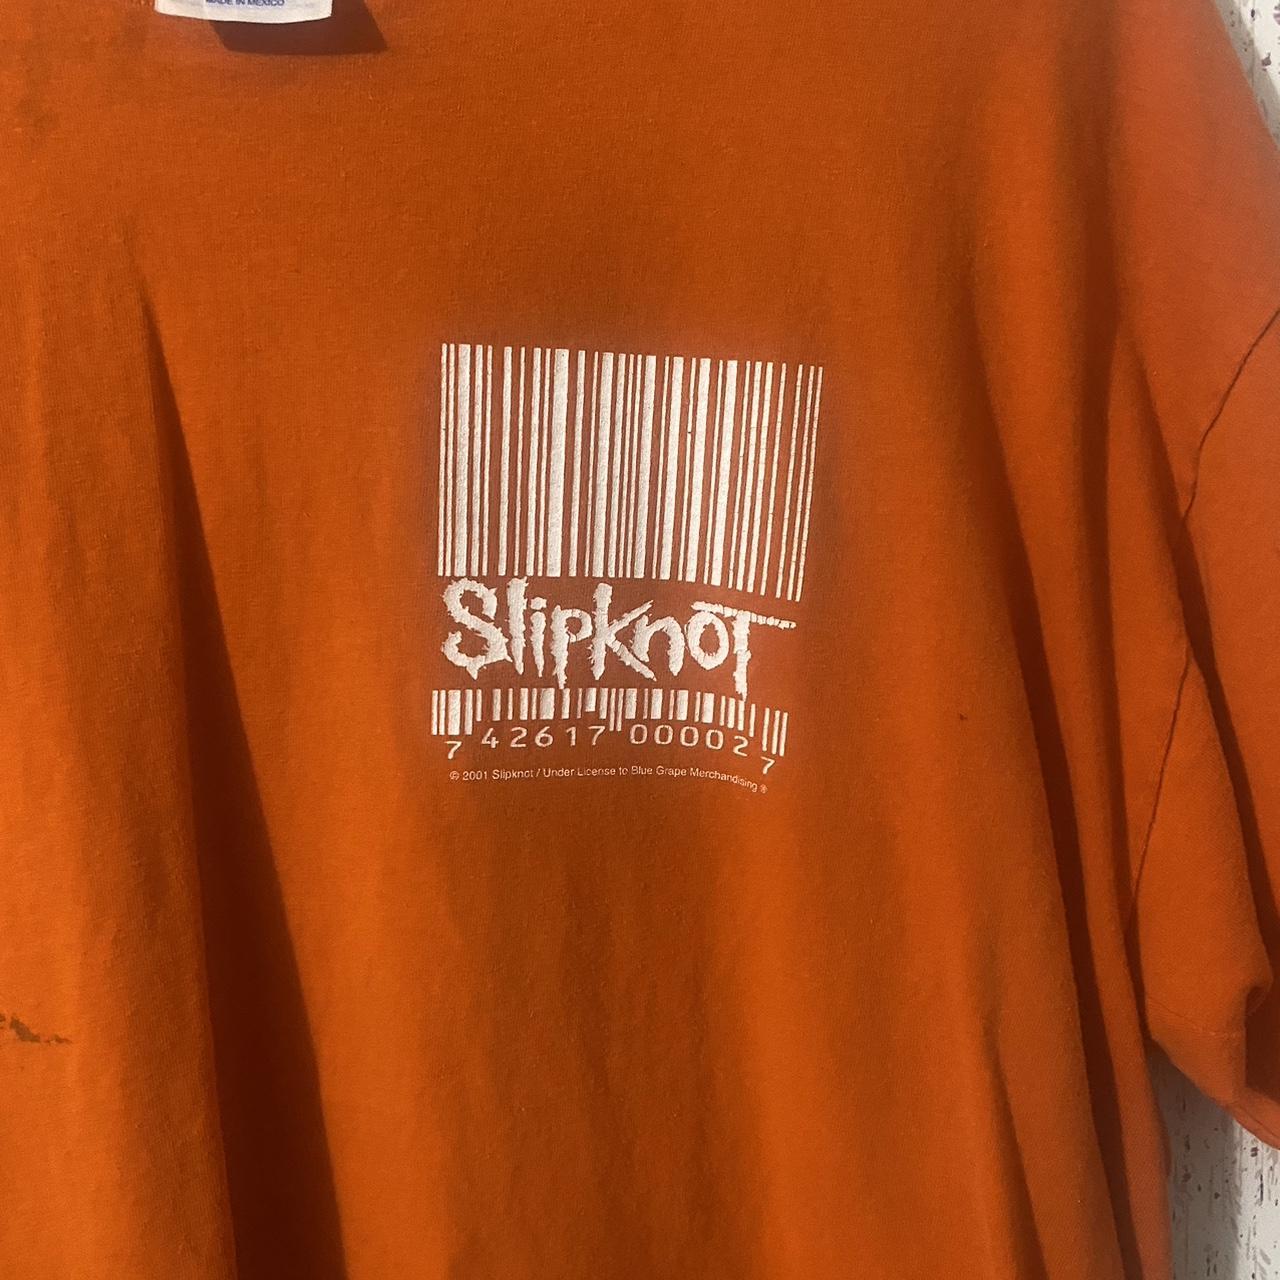 MADE IN MEXICO
Slipknot
7 42617 00002 7
© 2001 Slipknot / Under License to Blue Grape Merchandising ®